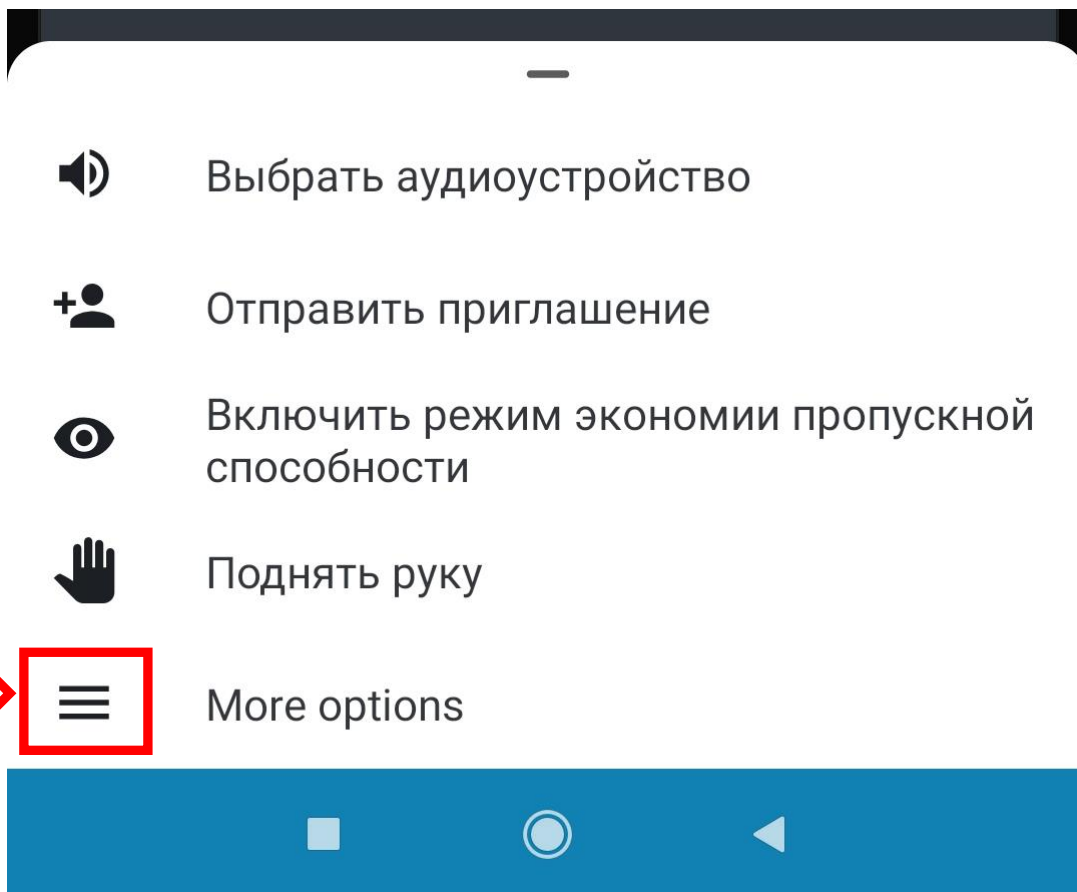 Выбрать аудиоустройство
Отправить приглашение
Включить режим экономии пропускной
способности
Поднять руку
More options